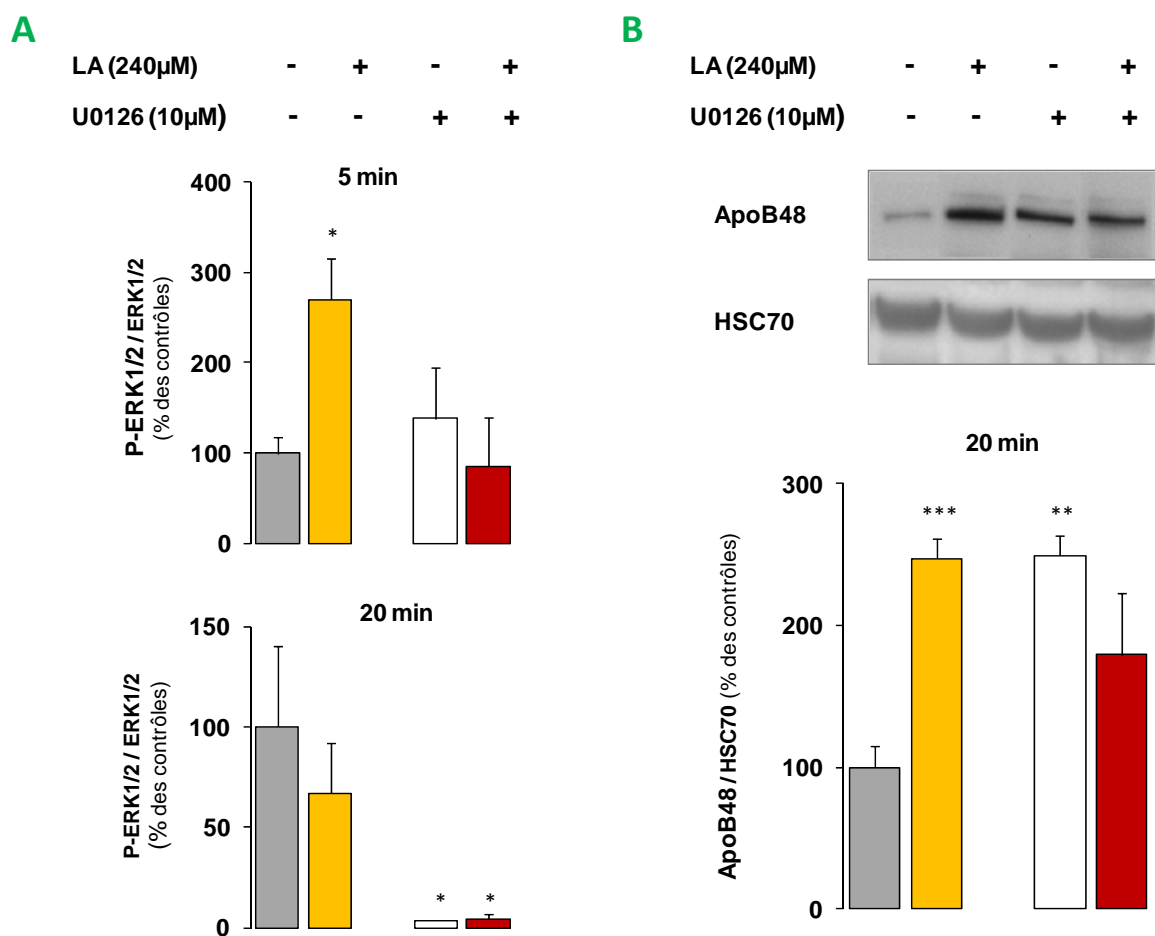 A
LA (240µM) - + - +
U0126 (10µM) - - + +
5 min
P-ERK1/2 / ERK1/2
(% des contrôles)
400
300
200
100
0
*
20 min
P-ERK1/2 / ERK1/2
(% des contrôles)
150
100
50
0
* *
B
LA (240µM) - + - +
U0126 (10µM) - - + +
ApoB48
HSC70
20 min
ApoB48 / HSC70 (% des contrôles)
300
200
100
0
*** **